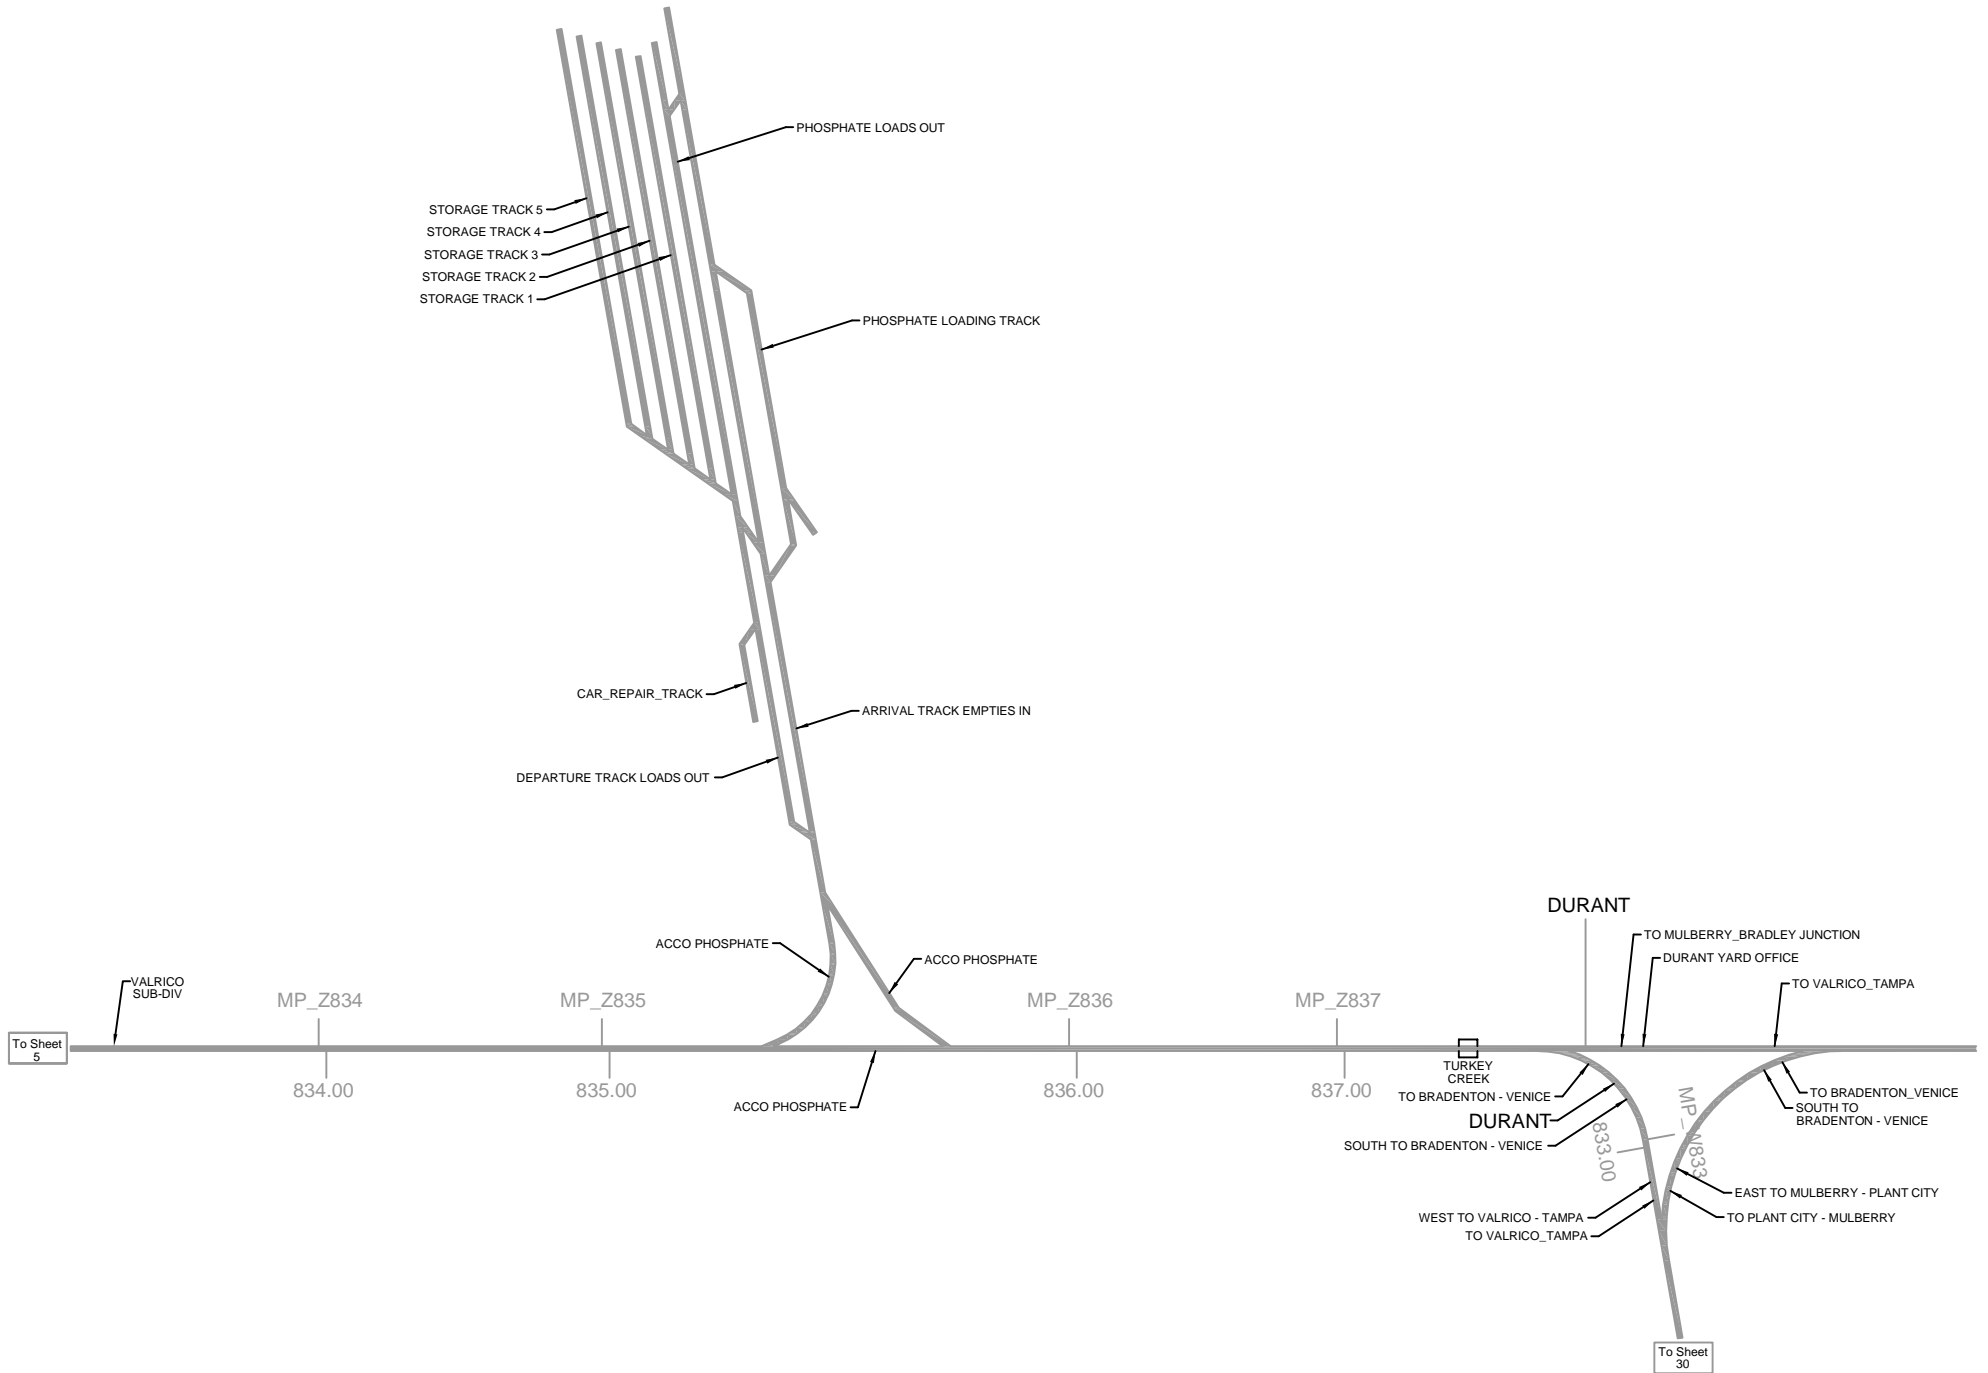 PHOSPHATE LOADS OUT
STORAGE TRACK 5
STORAGE TRACK 4
STORAGE TRACK 3
STORAGE TRACK 2
STORAGE TRACK 1
PHOSPHATE LOADING TRACK
CAR_REPAIR_TRACK
ARRIVAL TRACK EMPTIES IN
DEPARTURE TRACK LOADS OUT
DURANT
ACCO PHOSPHATE
ACCO PHOSPHATE
TO MULBERRY_BRADLEY JUNCTION
DURANT YARD OFFICE
TO VALRICO_TAMPA
VALRICO
SUB-DIV
MP_Z834
MP_Z835
MP_Z836
MP_Z837
To Sheet
5
834.00
835.00
836.00
837.00
TURKEY
CREEK
ACCO PHOSPHATE
TO BRADENTON - VENICE
DURANT
SOUTH TO BRADENTON - VENICE
833.00
MP_W833
TO BRADENTON_VENICE
SOUTH TO
BRADENTON - VENICE
EAST TO MULBERRY - PLANT CITY
TO PLANT CITY - MULBERRY
WEST TO VALRICO - TAMPA
TO VALRICO_TAMPA
To Sheet
30